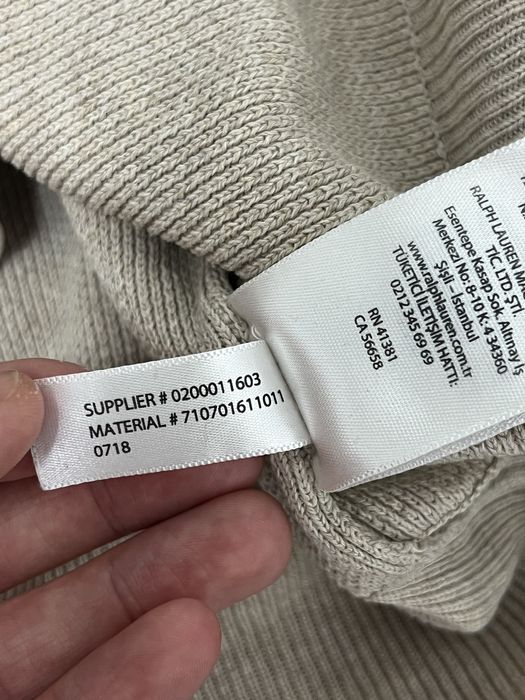 SUPPLIER # 0200011603
MATERIAL # 710701611011
0718
RALPH LAUREN
TİC. LTD. ŞTİ.
Esentepe Kasap Sok. Altınay İş
Merkezi No: 8-10 K: 4 34360
Şişli – İstanbul
www.ralphlauren.com.tr
TÜKETİCİ İLETİŞİM HATTI:
0212 345 69 69
RN 41381
CA 56658